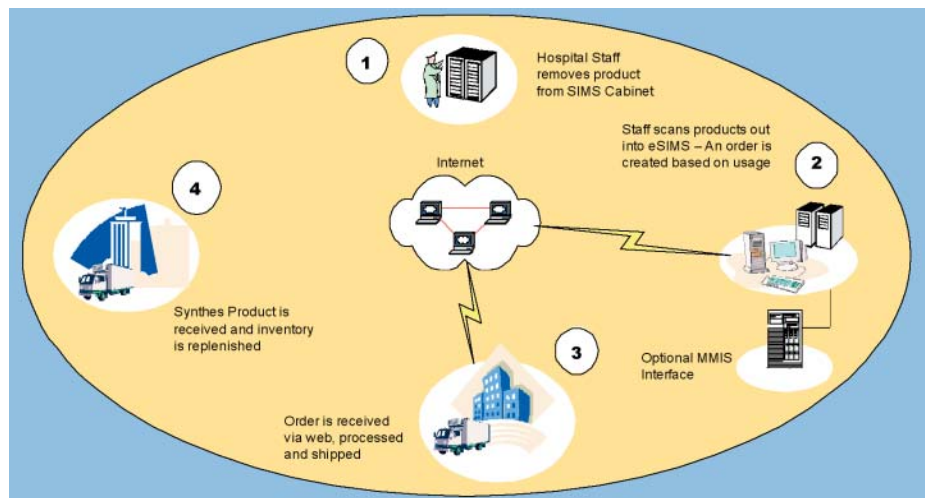 1
Hospital Staff
removes product
from SIMS Cabinet
Staff scans products out
into eSIMS – An order is
created based on usage
2
Internet
4
Synthes Product is
received and inventory
is replenished
3
Optional MMIS
Interface
Order is received
via web, processed
and shipped